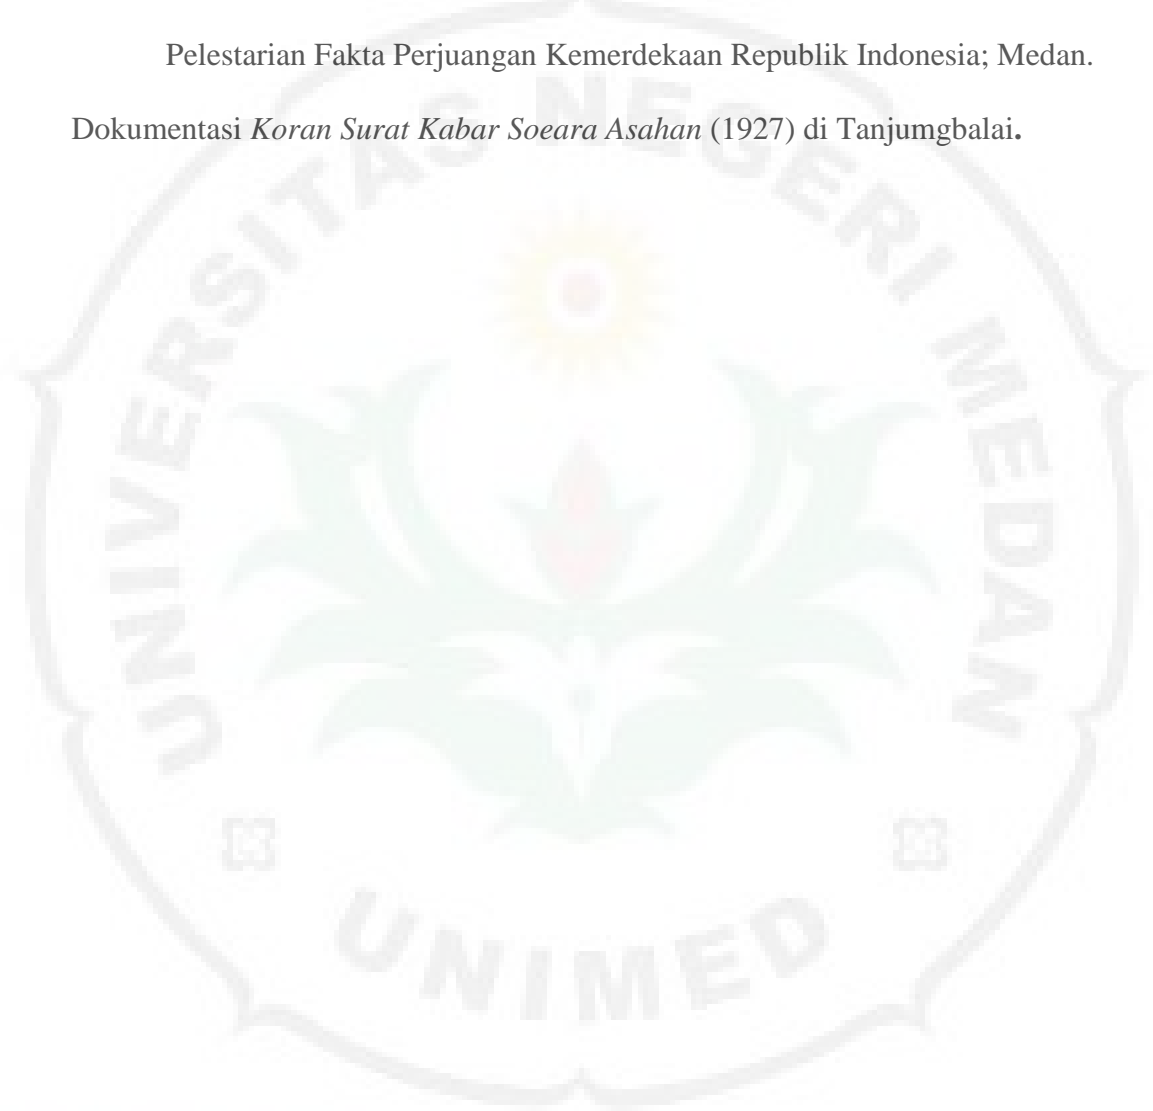 Pelestarian Fakta Perjuangan Kemerdekaan Republik Indonesia; Medan.
Dokumentasi Koran Surat Kabar Soeara Asahan (1927) di Tanjumgbalai.
UNIVERSITAS NEGERI MEDAN
UNIMED